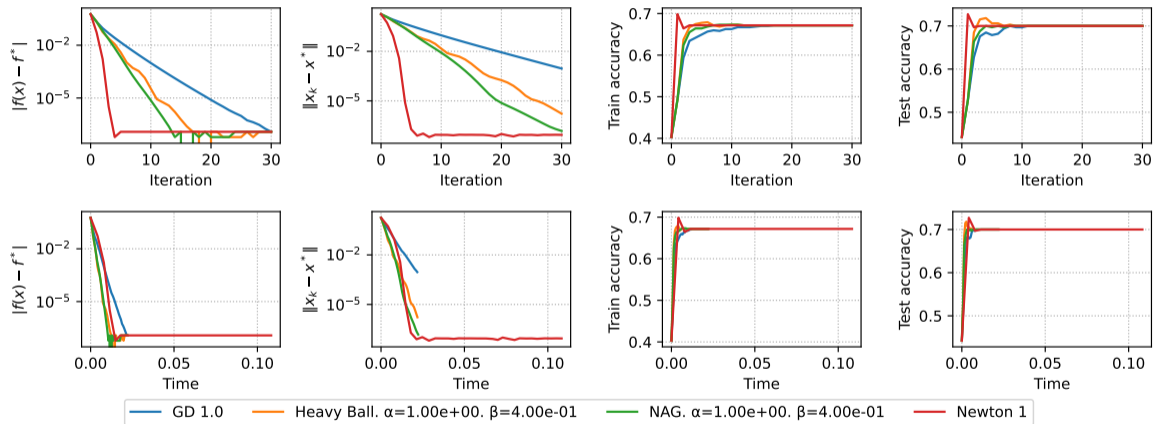 |f(x) − f*|
10⁻²
10⁻⁵
0 10 20 30
Iteration
‖x_k − x*‖
10⁻²
10⁻⁵
0 10 20 30
Iteration
Train accuracy
0.7
0.6
0.5
0.4
0 10 20 30
Iteration
Test accuracy
0.7
0.6
0.5
0 10 20 30
Iteration
|f(x) − f*|
10⁻²
10⁻⁵
0.00 0.05 0.10
Time
‖x_k − x*‖
10⁻²
10⁻⁵
0.00 0.05 0.10
Time
Train accuracy
0.7
0.6
0.5
0.4
0.00 0.05 0.10
Time
Test accuracy
0.7
0.6
0.5
0.00 0.05 0.10
Time
GD 1.0 Heavy Ball. α=1.00e+00. β=4.00e-01 NAG. α=1.00e+00. β=4.00e-01 Newton 1